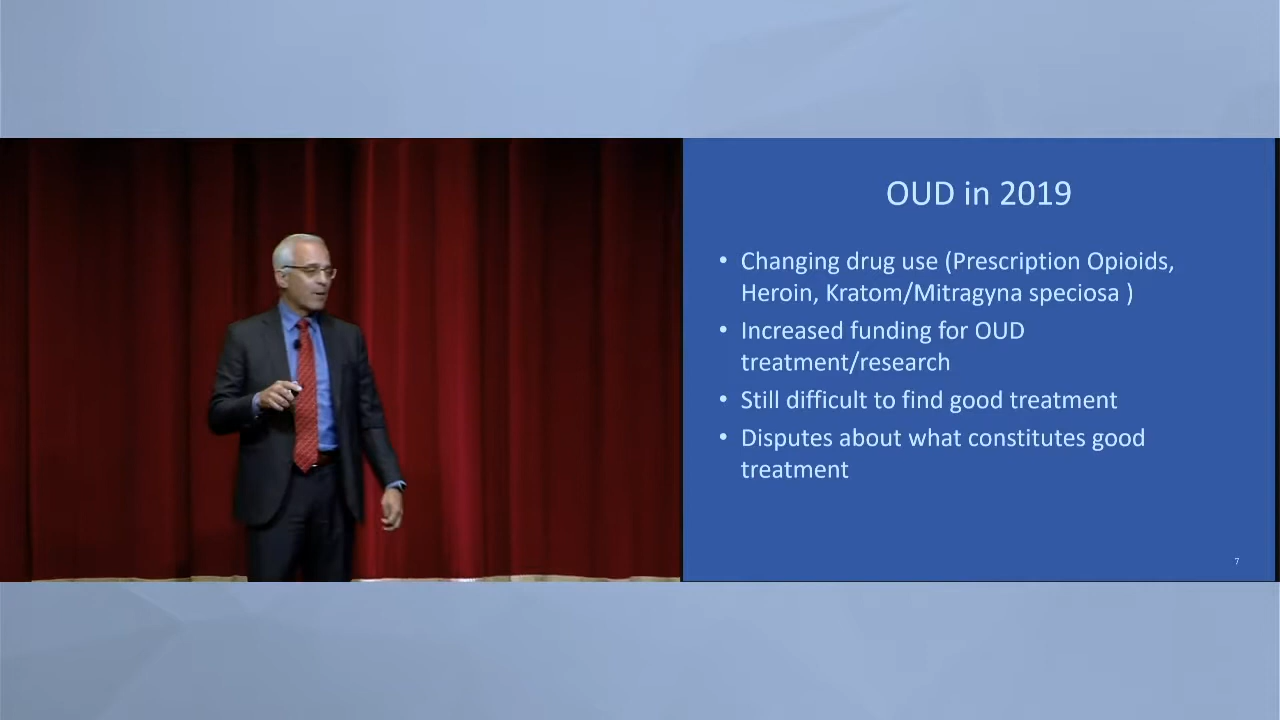 OUD in 2019
• Changing drug use (Prescription Opioids,
Heroin, Kratom/Mitragyna speciosa )
• Increased funding for OUD
treatment/research
• Still difficult to find good treatment
• Disputes about what constitutes good
treatment
7